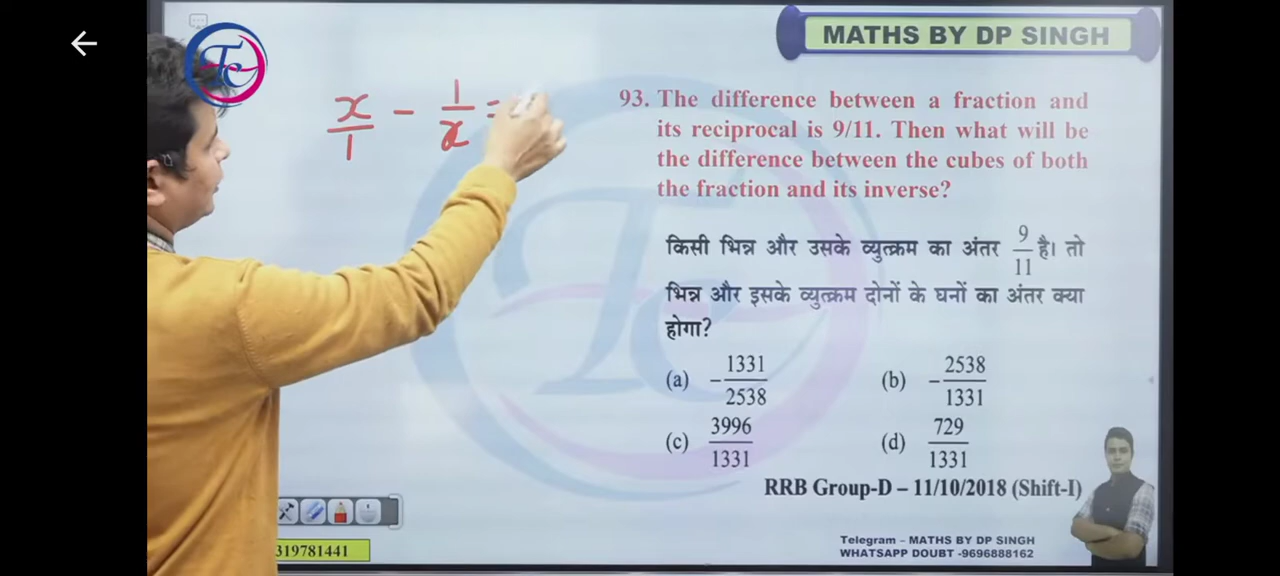 Tc
MATHS BY DP SINGH
x/1 - 1/x =
93. The difference between a fraction and
its reciprocal is 9/11. Then what will be
the difference between the cubes of both
the fraction and its inverse?
किसी भिन्न और उसके व्युत्क्रम का अंतर 9/11 है। तो
भिन्न और इसके व्युत्क्रम दोनों के घनों का अंतर क्या
होगा?
(a) -1331/2538 (b) -2538/1331
(c) 3996/1331 (d) 729/1331
RRB Group-D – 11/10/2018 (Shift-I)
319781441
Telegram – MATHS BY DP SINGH
WHATSAPP DOUBT -9696888162